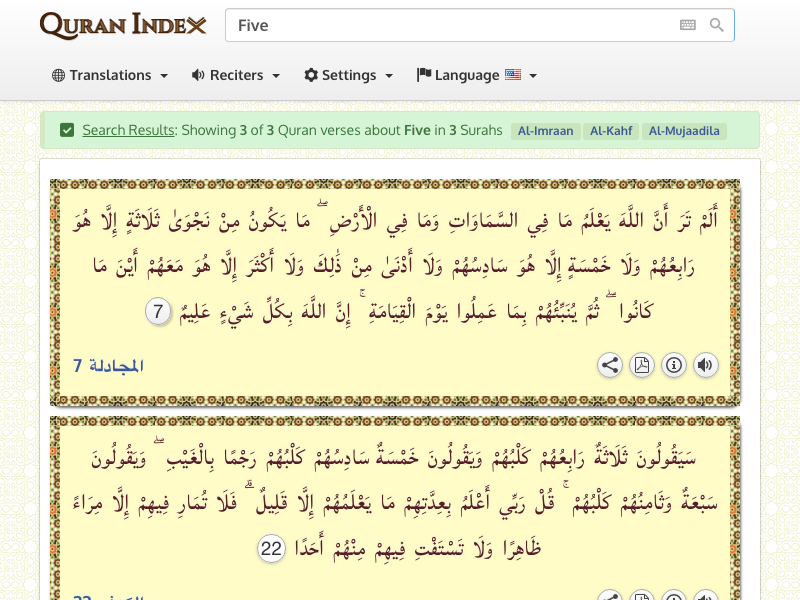 QURAN INDEX
Five
Translations
Reciters
Settings
Language
Search Results: Showing 3 of 3 Quran verses about Five in 3 Surahs Al-Imraan Al-Kahf Al-Mujaadila
أَلَمْ تَرَ أَنَّ اللَّهَ يَعْلَمُ مَا فِي السَّمَاوَاتِ وَمَا فِي الْأَرْضِ ۖ مَا يَكُونُ مِنْ نَجْوَىٰ ثَلَاثَةٍ إِلَّا هُوَ
رَابِعُهُمْ وَلَا خَمْسَةٍ إِلَّا هُوَ سَادِسُهُمْ وَلَا أَدْنَىٰ مِنْ ذَٰلِكَ وَلَا أَكْثَرَ إِلَّا هُوَ مَعَهُمْ أَيْنَ مَا
كَانُوا ۖ ثُمَّ يُنَبِّئُهُمْ بِمَا عَمِلُوا يَوْمَ الْقِيَامَةِ ۚ إِنَّ اللَّهَ بِكُلِّ شَيْءٍ عَلِيمٌ 7
المجادلة 7
سَيَقُولُونَ ثَلَاثَةٌ رَابِعُهُمْ كَلْبُهُمْ وَيَقُولُونَ خَمْسَةٌ سَادِسُهُمْ كَلْبُهُمْ رَجْمًا بِالْغَيْبِ ۖ وَيَقُولُونَ
سَبْعَةٌ وَثَامِنُهُمْ كَلْبُهُمْ ۚ قُلْ رَبِّي أَعْلَمُ بِعِدَّتِهِمْ مَا يَعْلَمُهُمْ إِلَّا قَلِيلٌ ۗ فَلَا تُمَارِ فِيهِمْ إِلَّا مِرَاءً
ظَاهِرًا وَلَا تَسْتَفْتِ فِيهِمْ مِنْهُمْ أَحَدًا 22